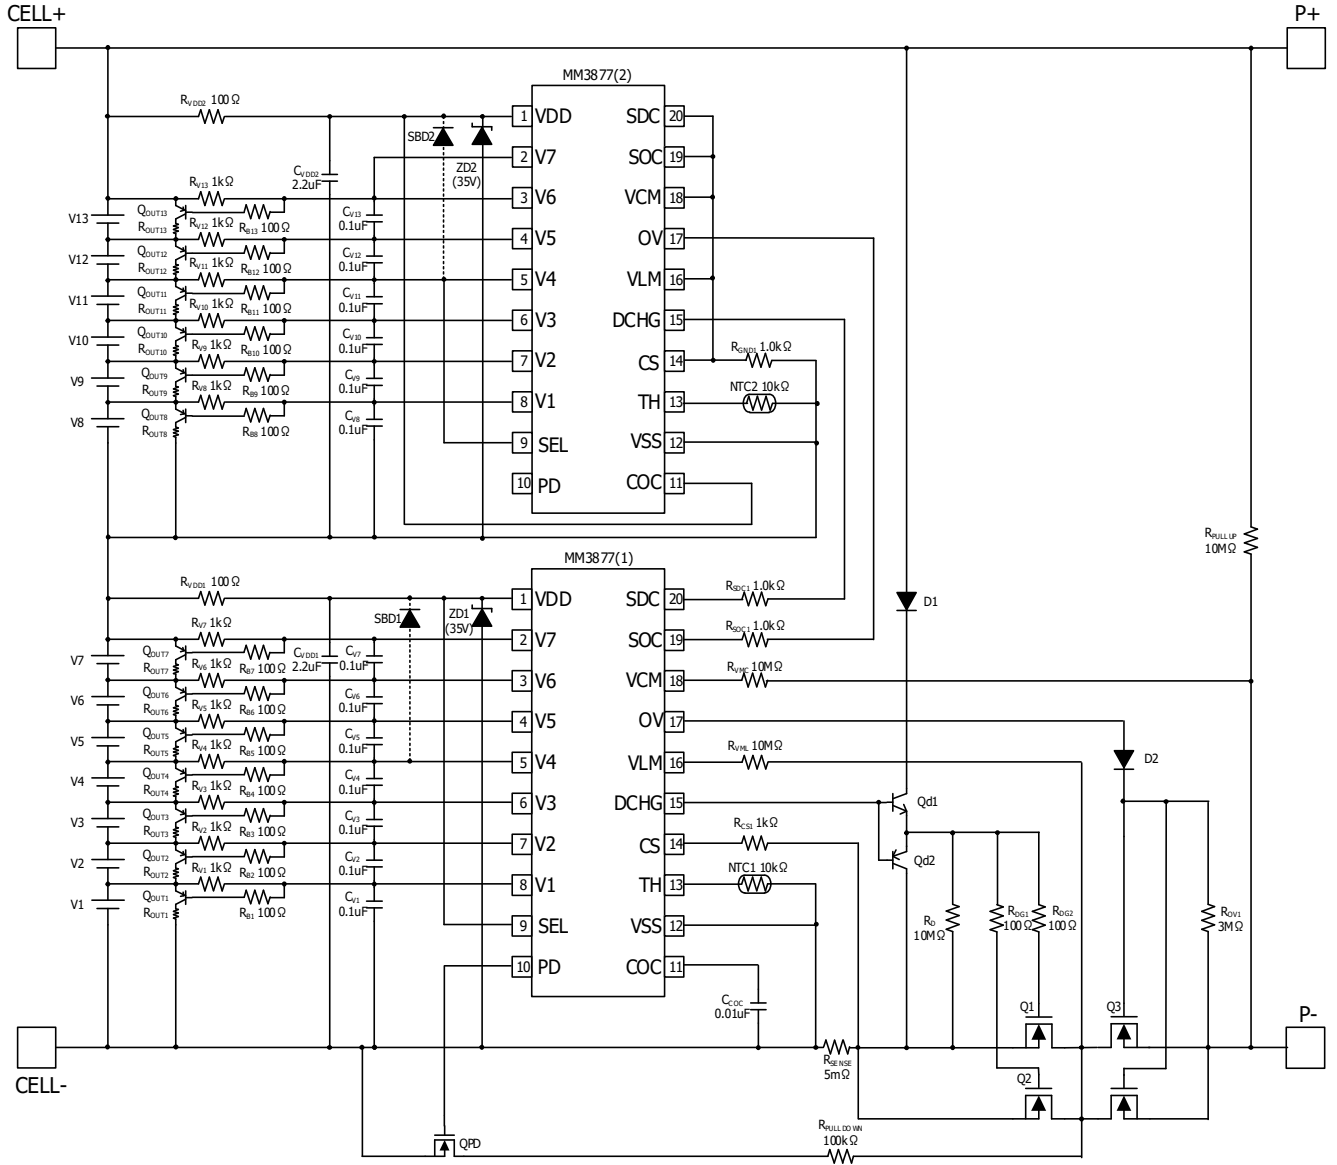 CELL+
P+
MM3877(2)
RVDD2 100Ω
1 VDD
SDC 20
SBD2
2 V7
SOC 19
ZD2
(35V)
CVDD2
2.2uF
RV13 1kΩ
3 V6
VCM 18
V13
QOUT13
ROUT13
RV12 1kΩ
RB13 100Ω
CV13
0.1uF
4 V5
OV 17
V12
QOUT12
ROUT12
RV11 1kΩ
RB12 100Ω
CV12
0.1uF
5 V4
VLM 16
V11
QOUT11
ROUT11
RV10 1kΩ
RB11 100Ω
CV11
0.1uF
6 V3
DCHG 15
V10
QOUT10
ROUT10
RV9 1kΩ
RB10 100Ω
CV10
0.1uF
7 V2
CS 14
RGND1 1.0kΩ
V9
QOUT9
ROUT9
RV8 1kΩ
RB9 100Ω
CV9
0.1uF
8 V1
TH 13
NTC2 10kΩ
V8
QOUT8
ROUT8
RB8 100Ω
CV8
0.1uF
9 SEL
VSS 12
10 PD
COC 11
RPULLUP
10MΩ
MM3877(1)
RVDD1 100Ω
1 VDD
SDC 20
RSDC1 1.0kΩ
D1
SBD1
ZD1
(35V)
RV7 1kΩ
2 V7
SOC 19
RSOC1 1.0kΩ
CVDD1
2.2uF
V7
QOUT7
ROUT7
RV6 1kΩ
RB7 100Ω
CV7
0.1uF
3 V6
VCM 18
RVMC 10MΩ
V6
QOUT6
ROUT6
RV5 1kΩ
RB6 100Ω
CV6
0.1uF
4 V5
OV 17
V5
QOUT5
ROUT5
RV4 1kΩ
RB5 100Ω
CV5
0.1uF
5 V4
VLM 16
RVML 10MΩ
D2
V4
QOUT4
ROUT4
RV3 1kΩ
RB4 100Ω
CV4
0.1uF
6 V3
DCHG 15
Qd1
V3
QOUT3
ROUT3
RV2 1kΩ
RB3 100Ω
CV3
0.1uF
7 V2
CS 14
RCS1 1kΩ
Qd2
V2
QOUT2
ROUT2
RV1 1kΩ
RB2 100Ω
CV2
0.1uF
8 V1
TH 13
NTC1 10kΩ
V1
QOUT1
ROUT1
RB1 100Ω
CV1
0.1uF
9 SEL
VSS 12
RD
10MΩ
RDG1
100Ω
RDG2
100Ω
ROV1
3MΩ
10 PD
COC 11
CCOC
0.01uF
Q1
Q3
P-
CELL-
RSENSE
5mΩ
Q2
QPD
RPULLDOWN
100kΩ